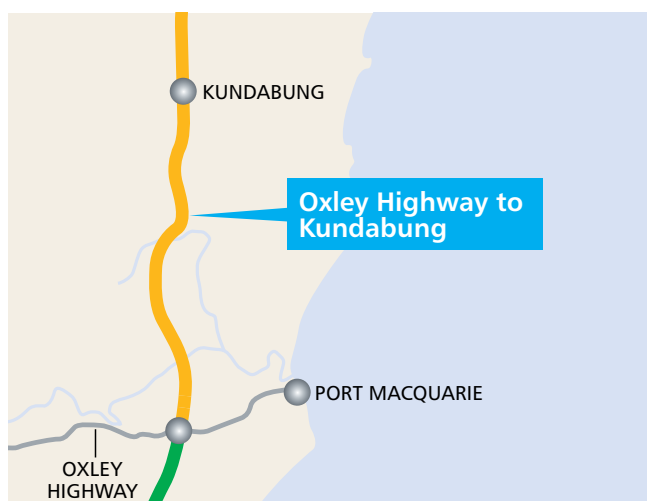 KUNDABUNG
Oxley Highway to
Kundabung
PORT MACQUARIE
OXLEY
HIGHWAY